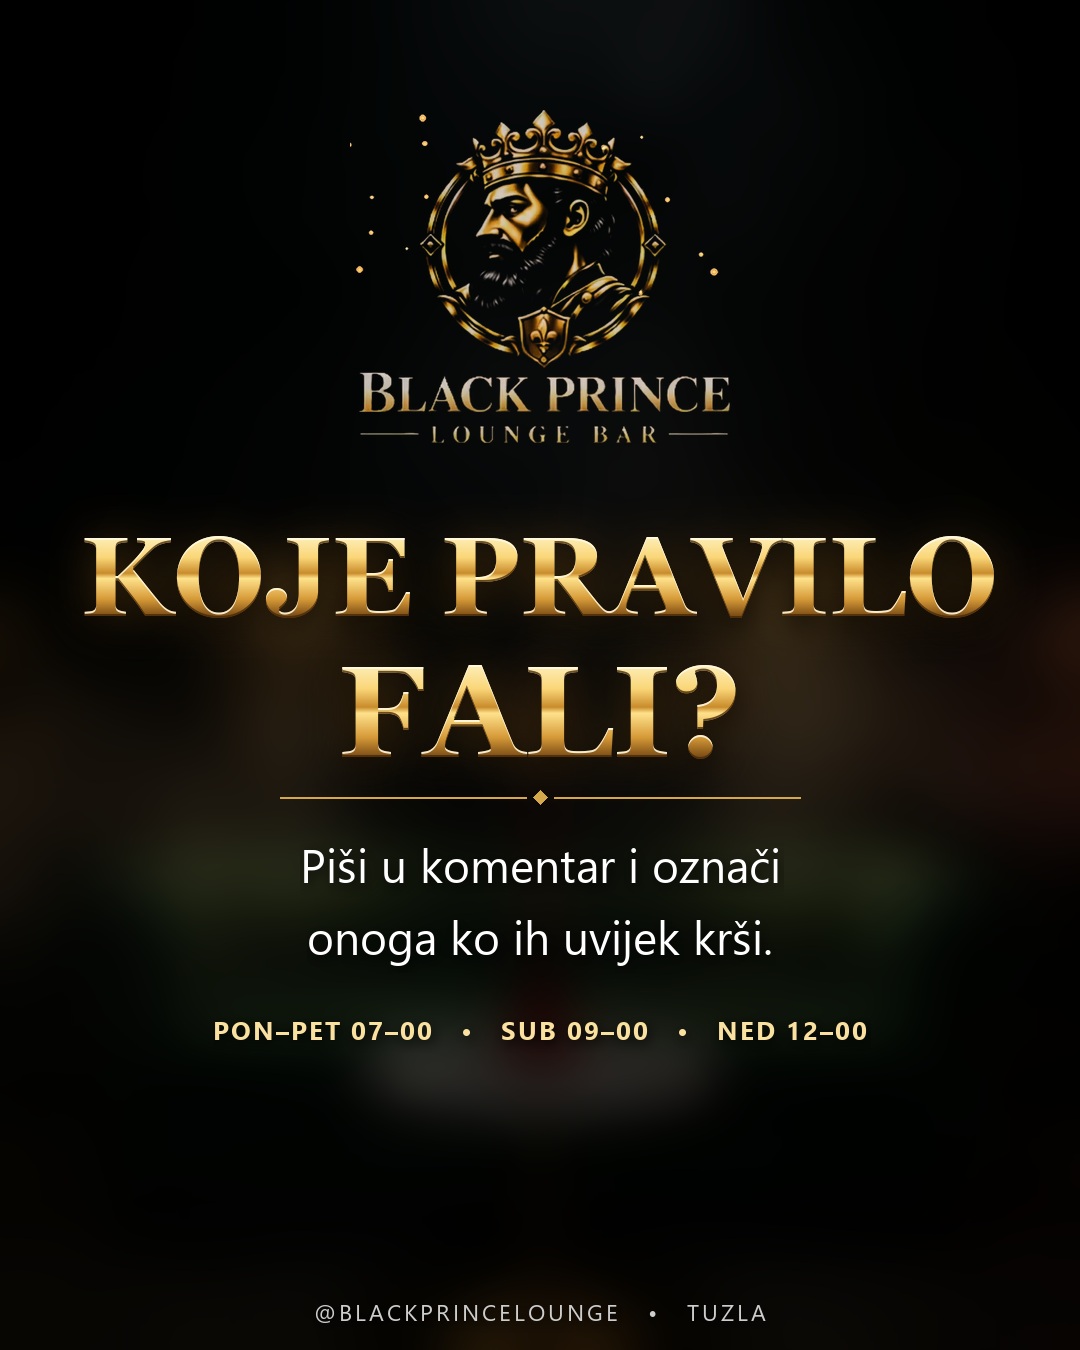 BLACK PRINCE
LOUNGE BAR
KOJE PRAVILO
FALI?
Piši u komentar i označi
onoga ko ih uvijek krši.
PON–PET 07–00 • SUB 09–00 • NED 12–00
@BLACKPRINCELOUNGE • TUZLA